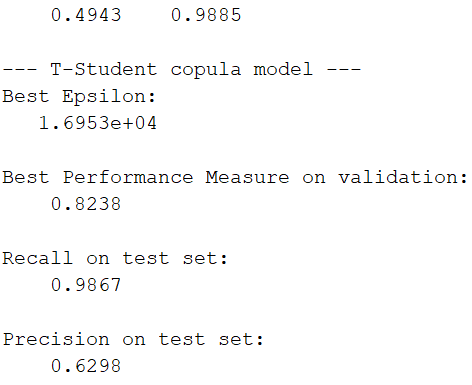 0.4943 0.9885
--- T-Student copula model ---
Best Epsilon:
1.6953e+04
Best Performance Measure on validation:
0.8238
Recall on test set:
0.9867
Precision on test set:
0.6298